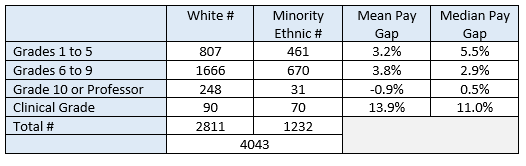 White # Minority Ethnic # Mean Pay Gap Median Pay Gap
Grades 1 to 5 807 461 3.2% 5.5%
Grades 6 to 9 1666 670 3.8% 2.9%
Grade 10 or Professor 248 31 -0.9% 0.5%
Clinical Grade 90 70 13.9% 11.0%
Total # 2811 1232
4043